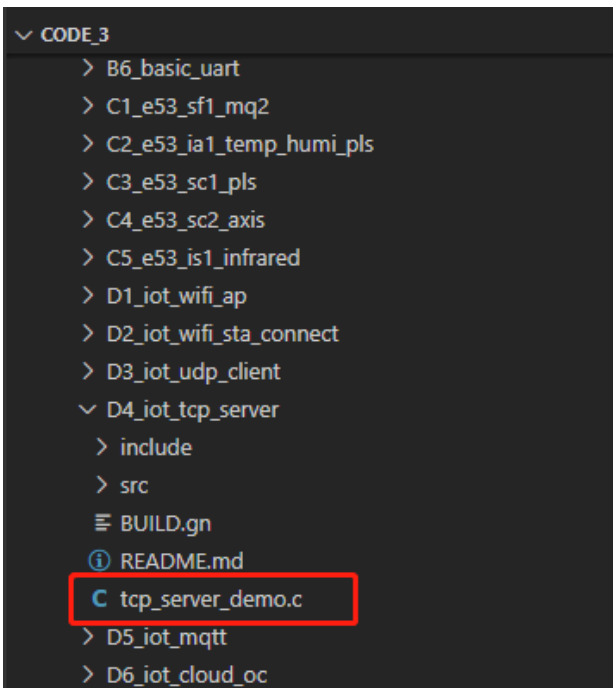 CODE_3
B6_basic_uart
C1_e53_sf1_mq2
C2_e53_ia1_temp_humi_pls
C3_e53_sc1_pls
C4_e53_sc2_axis
C5_e53_is1_infrared
D1_iot_wifi_ap
D2_iot_wifi_sta_connect
D3_iot_udp_client
D4_iot_tcp_server
include
src
BUILD.gn
README.md
C tcp_server_demo.c
D5_iot_mqtt
D6_iot_cloud_oc